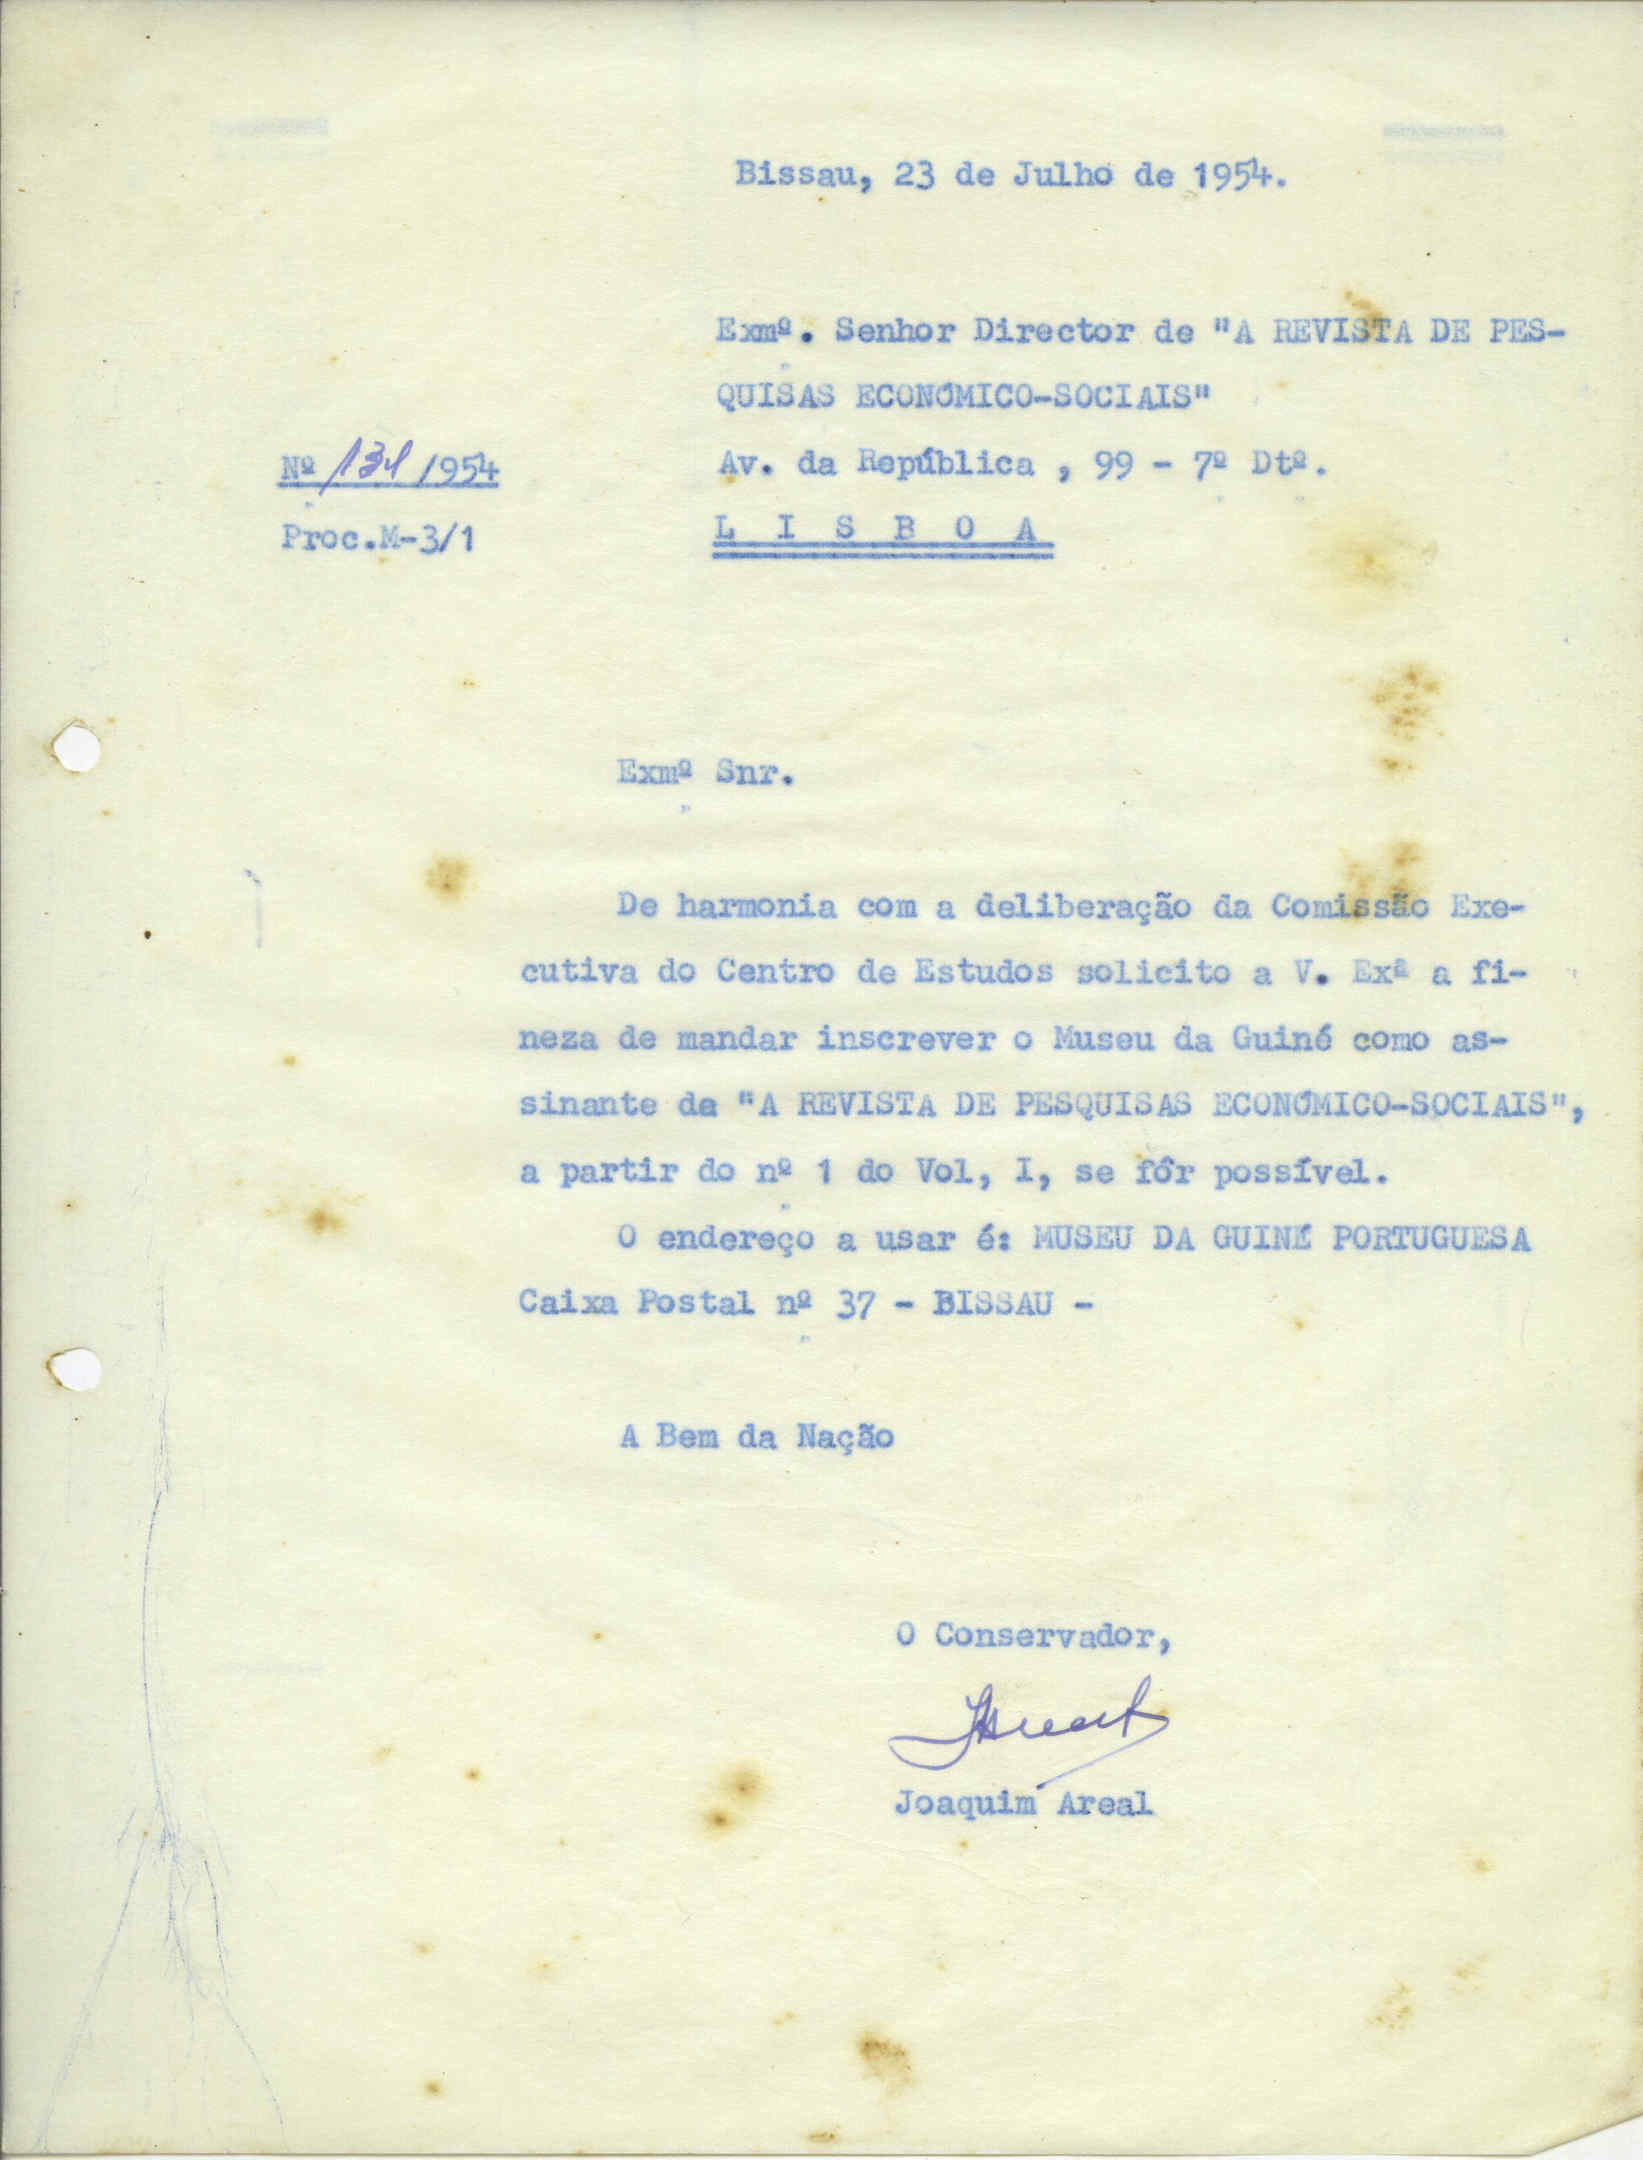 Bissau, 23 de Julho de 1954.
Exmº. Senhor Director de "A REVISTA DE PES-
QUISAS ECONÓMICO-SOCIAIS"
Nº 131/954
Av. da República , 99 - 7º Dtº.
Proc.M-3/1
L I S B O A
Exmº Snr.
De harmonia com a deliberação da Comissão Exe-
cutiva do Centro de Estudos solicito a V. Exª a fi-
neza de mandar inscrever o Museu da Guiné como as-
sinante de "A REVISTA DE PESQUISAS ECONÓMICO-SOCIAIS",
a partir do nº 1 do Vol, I, se fôr possível.
O endereço a usar é: MUSEU DA GUINÉ PORTUGUESA
Caixa Postal nº 37 - BISSAU -
A Bem da Nação
O Conservador,
JAreal
Joaquim Areal